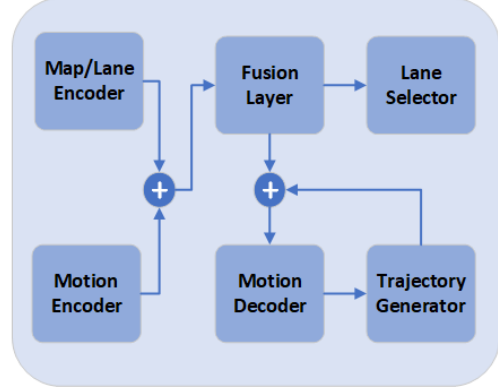 Map/Lane
Encoder
Fusion
Layer
Lane
Selector
+
+
Motion
Encoder
Motion
Decoder
Trajectory
Generator